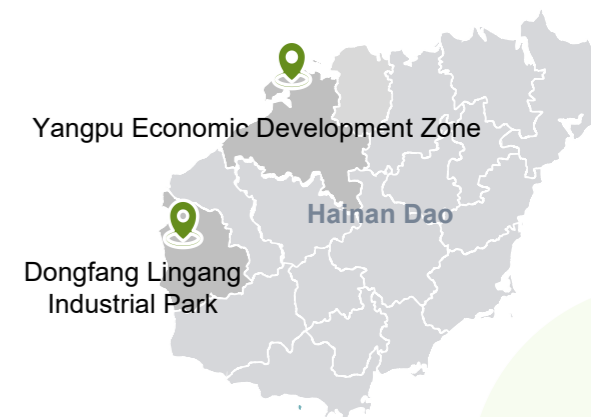 Yangpu Economic Development Zone
Hainan Dao
Dongfang Lingang
Industrial Park